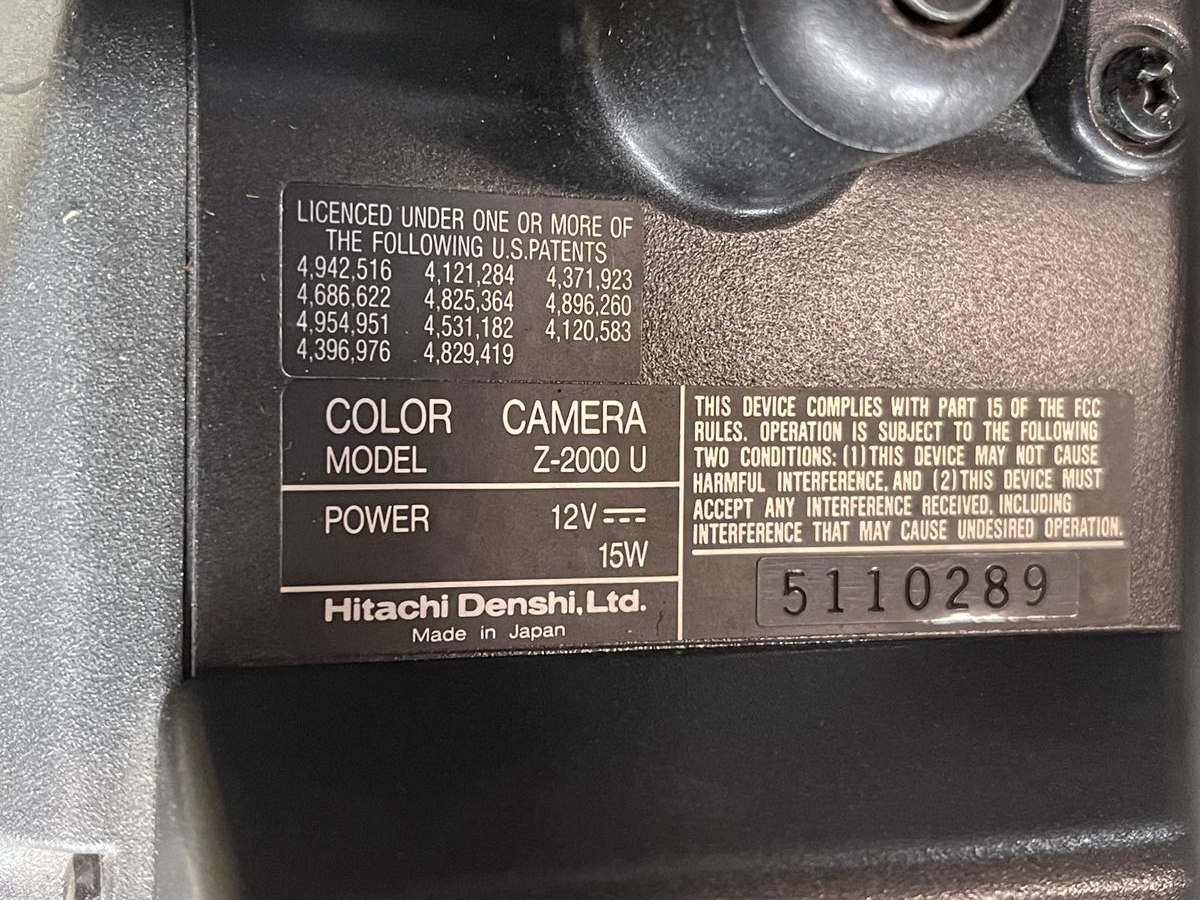 LICENCED UNDER ONE OR MORE OF
THE FOLLOWING U.S.PATENTS
4,942,516 4,121,284 4,371,923
4,686,622 4,825,364 4,896,260
4,954,951 4,531,182 4,120,583
4,396,976 4,829,419
COLOR CAMERA
MODEL Z-2000 U
POWER 12V⎓
15W
Hitachi Denshi,Ltd.
Made in Japan
THIS DEVICE COMPLIES WITH PART 15 OF THE FCC
RULES. OPERATION IS SUBJECT TO THE FOLLOWING
TWO CONDITIONS: (1) THIS DEVICE MAY NOT CAUSE
HARMFUL INTERFERENCE, AND (2) THIS DEVICE MUST
ACCEPT ANY INTERFERENCE RECEIVED, INCLUDING
INTERFERENCE THAT MAY CAUSE UNDESIRED OPERATION.
5110289